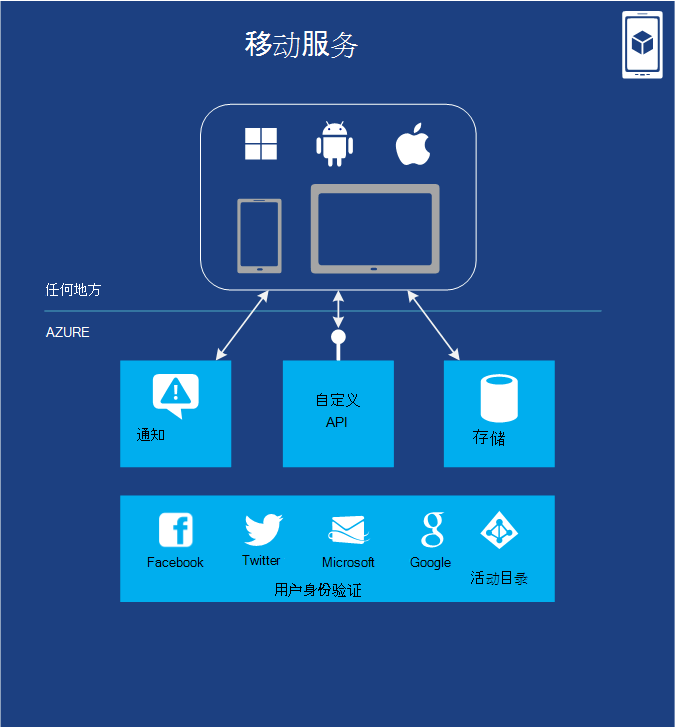 移动服务
任何地方
AZURE
通知
自定义
API
存储
Facebook
Twitter
Microsoft
Google
活动目录
用户身份验证